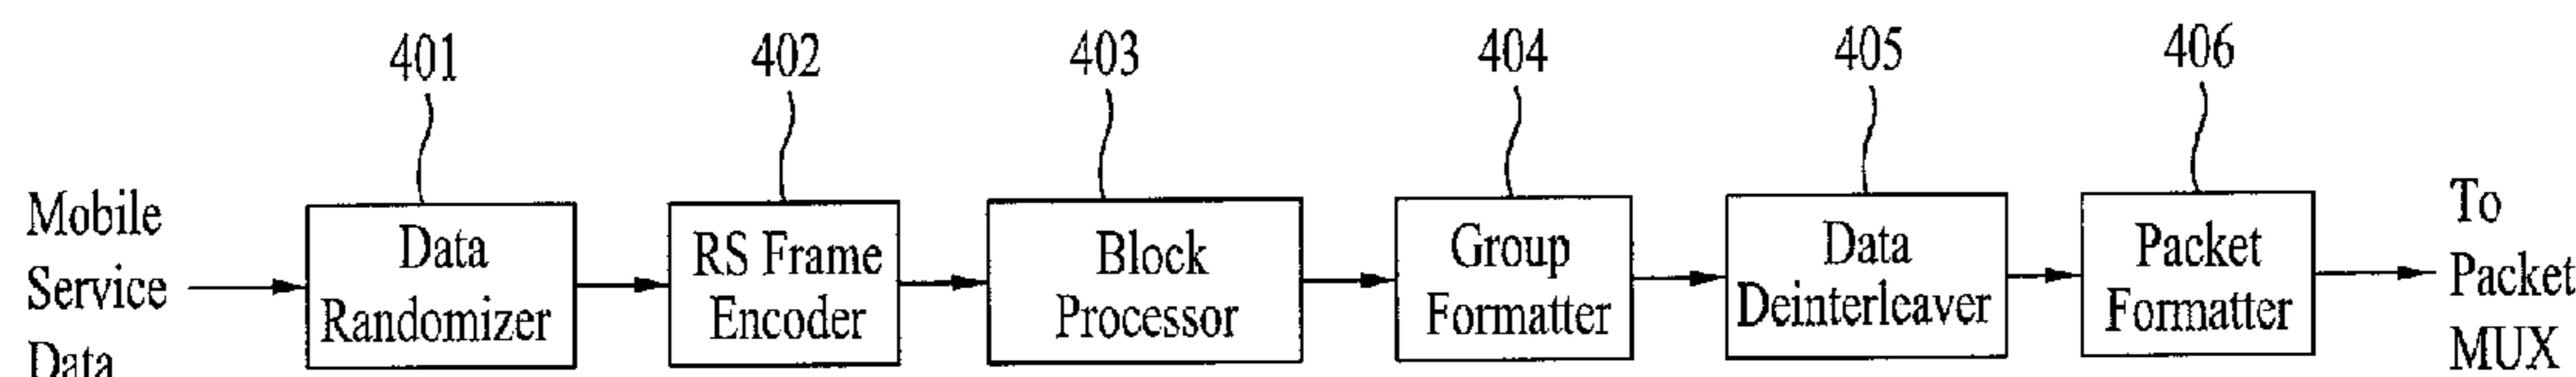 401
402
403
404
405
406
Mobile
Service
Data
Data
Randomizer
RS Frame
Encoder
Block
Processor
Group
Formatter
Data
Deinterleaver
Packet
Formatter
To
Packet
MUX